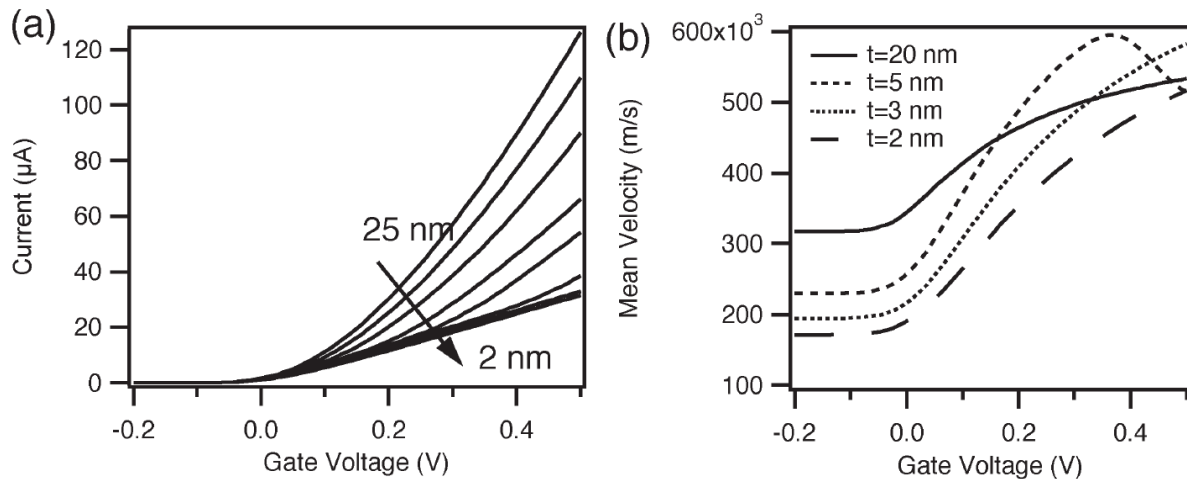 (a)
120
100
80
60
40
20
0
Current (µA)
25 nm
2 nm
-0.2
0.0
0.2
0.4
Gate Voltage (V)
(b)
600x10³
500
400
300
200
100
Mean Velocity (m/s)
t=20 nm
t=5 nm
t=3 nm
t=2 nm
-0.2
0.0
0.2
0.4
Gate Voltage (V)